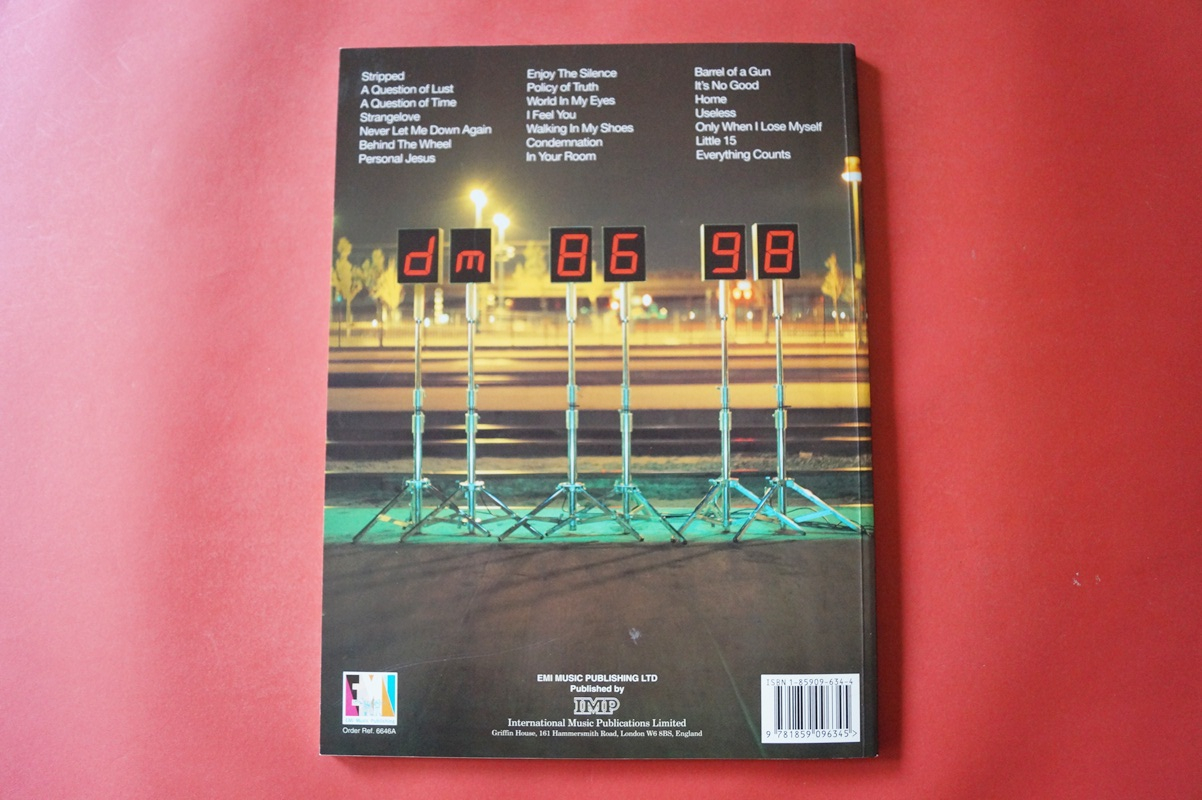 Stripped
A Question of Lust
A Question of Time
Strangelove
Never Let Me Down Again
Behind The Wheel
Personal Jesus
Enjoy The Silence
Policy of Truth
World In My Eyes
I Feel You
Walking In My Shoes
Condemnation
In Your Room
Barrel of a Gun
It's No Good
Home
Useless
Only When I Lose Myself
Little 15
Everything Counts
dm 86 98
EMI
EMI Music Publishing
Order Ref. 6646A
EMI MUSIC PUBLISHING LTD
Published by
IMP
International Music Publications Limited
Griffin House, 161 Hammersmith Road, London W6 8BS, England
ISBN 1-85909-634-4
9 781859 096345 >